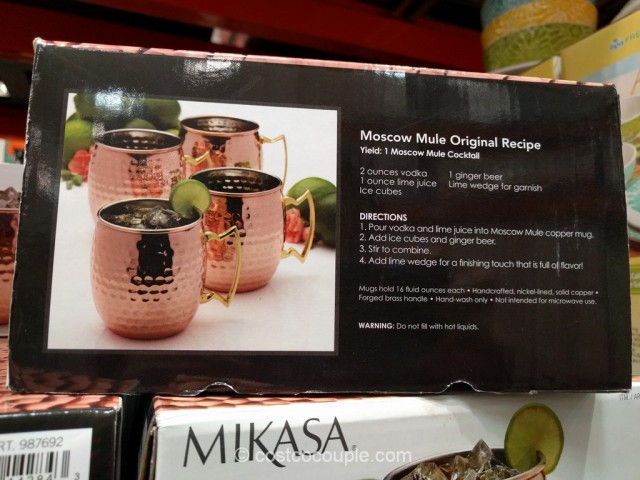 Moscow Mule Original Recipe
Yield: 1 Moscow Mule Cocktail
2 ounces vodka 1 ginger beer
1 ounce lime juice Lime wedge for garnish
Ice cubes
DIRECTIONS
1. Pour vodka and lime juice into Moscow Mule copper mug.
2. Add ice cubes and ginger beer.
3. Stir to combine.
4. Add lime wedge for a finishing touch that is full of flavor!
Mugs hold 16 fluid ounces each • Handcrafted, nickel-lined, solid copper •
Forged brass handle • Hand-wash only • Not intended for microwave use.
WARNING: Do not fill with hot liquids.
RT. 987692
MIKASA
© costcocouple.com